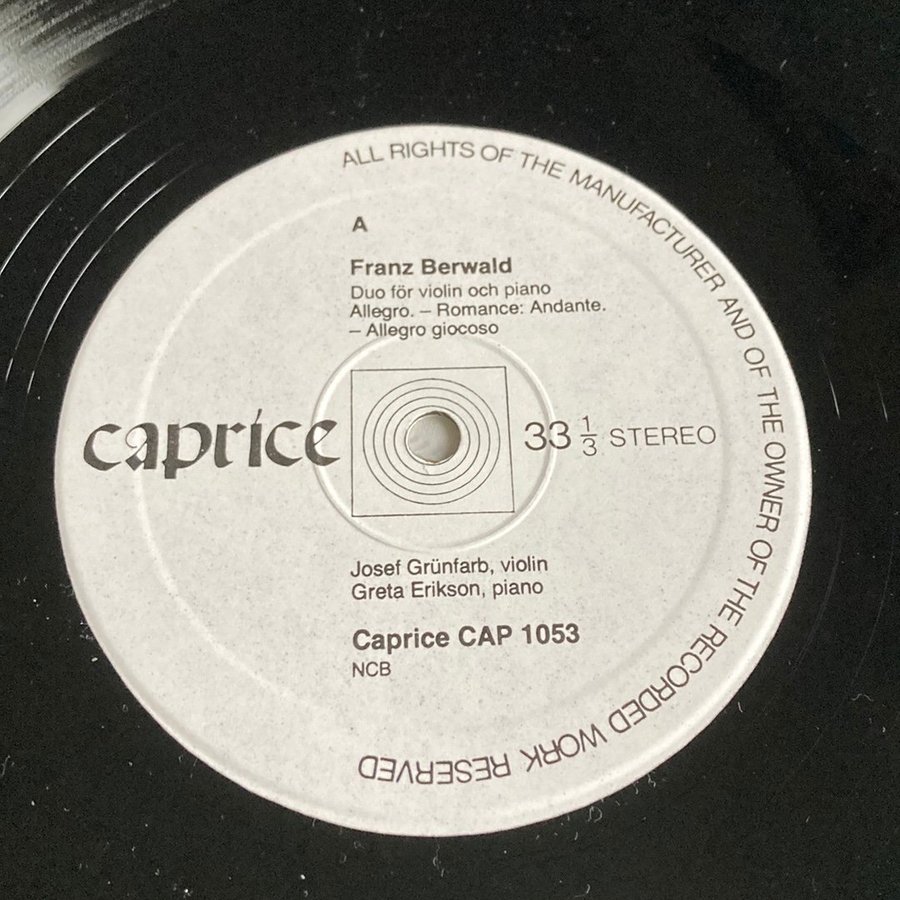 ALL RIGHTS OF THE MANUFACTURER AND OF THE OWNER OF THE RECORDED WORK RESERVED
A
Franz Berwald
Duo för violin och piano
Allegro. – Romance: Andante.
– Allegro giocoso
caprice
33 1/3 STEREO
Josef Grünfarb, violin
Greta Erikson, piano
Caprice CAP 1053
NCB